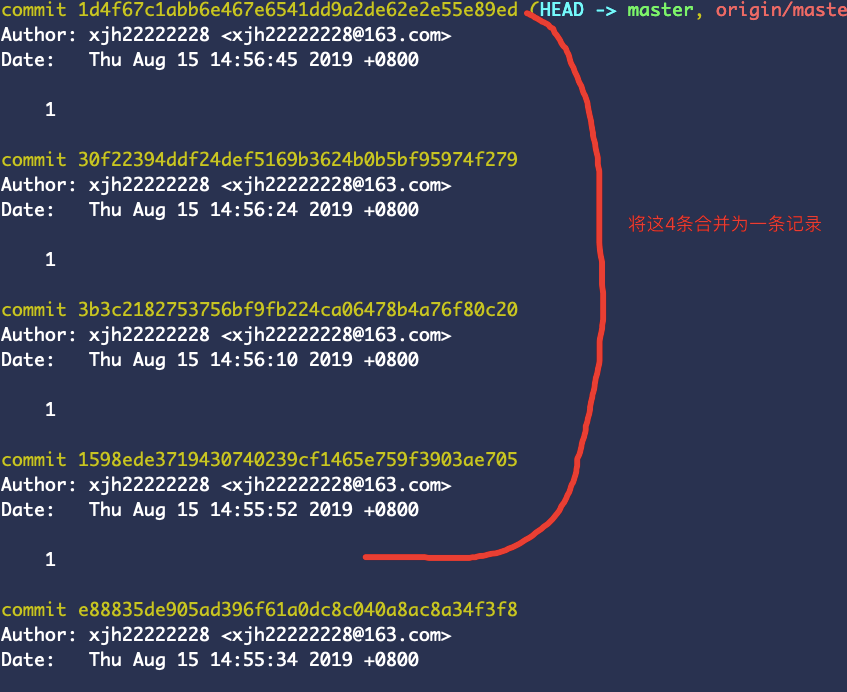 commit 1d4f67c1abb6e467e6541dd9a2de62e2e55e89ed (HEAD -> master, origin/maste
Author: xjh22222228 <xjh22222228@163.com>
Date:   Thu Aug 15 14:56:45 2019 +0800
1
commit 30f22394ddf24def5169b3624b0b5bf95974f279
Author: xjh22222228 <xjh22222228@163.com>
Date:   Thu Aug 15 14:56:24 2019 +0800
将这4条合并为一条记录
1
commit 3b3c2182753756bf9fb224ca06478b4a76f80c20
Author: xjh22222228 <xjh22222228@163.com>
Date:   Thu Aug 15 14:56:10 2019 +0800
1
commit 1598ede3719430740239cf1465e759f3903ae705
Author: xjh22222228 <xjh22222228@163.com>
Date:   Thu Aug 15 14:55:52 2019 +0800
1
commit e88835de905ad396f61a0dc8c040a8ac8a34f3f8
Author: xjh22222228 <xjh22222228@163.com>
Date:   Thu Aug 15 14:55:34 2019 +0800